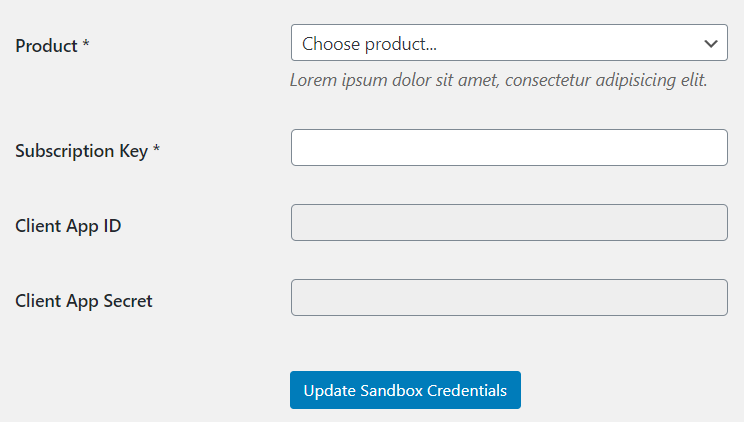 Product *
Choose product...
Lorem ipsum dolor sit amet, consectetur adipisicing elit.
Subscription Key *
Client App ID
Client App Secret
Update Sandbox Credentials